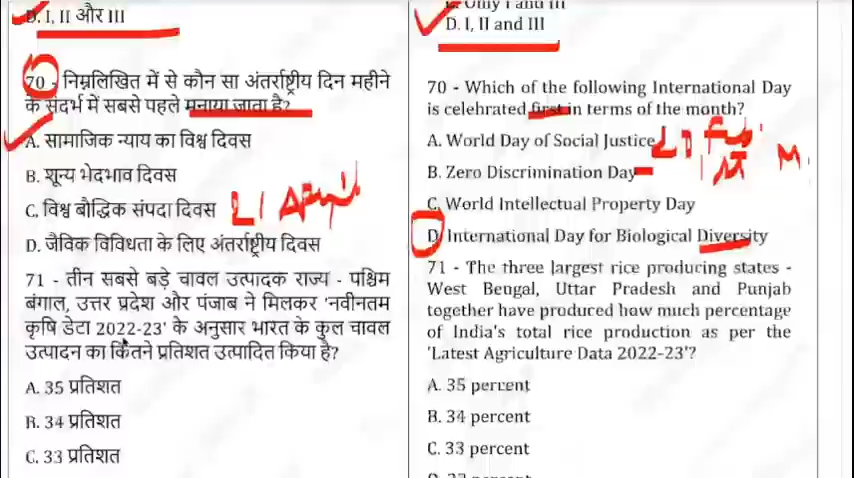 D. I, II और III
70 - निम्नलिखित में से कौन सा अंतर्राष्ट्रीय दिन महीने
के संदर्भ में सबसे पहले मनाया जाता है?
A. सामाजिक न्याय का विश्व दिवस
B. शून्य भेदभाव दिवस
C. विश्व बौद्धिक संपदा दिवस
D. जैविक विविधता के लिए अंतर्राष्ट्रीय दिवस
71 - तीन सबसे बड़े चावल उत्पादक राज्य - पश्चिम
बंगाल, उत्तर प्रदेश और पंजाब ने मिलकर 'नवीनतम
कृषि डेटा 2022-23' के अनुसार भारत के कुल चावल
उत्पादन का कितने प्रतिशत उत्पादित किया है?
A. 35 प्रतिशत
B. 34 प्रतिशत
C. 33 प्रतिशत
C. Only I and III
D. I, II and III
70 - Which of the following International Day
is celebrated first in terms of the month?
A. World Day of Social Justice
B. Zero Discrimination Day
C. World Intellectual Property Day
D. International Day for Biological Diversity
71 - The three largest rice producing states -
West Bengal, Uttar Pradesh and Punjab
together have produced how much percentage
of India's total rice production as per the
'Latest Agriculture Data 2022-23'?
A. 35 percent
B. 34 percent
C. 33 percent